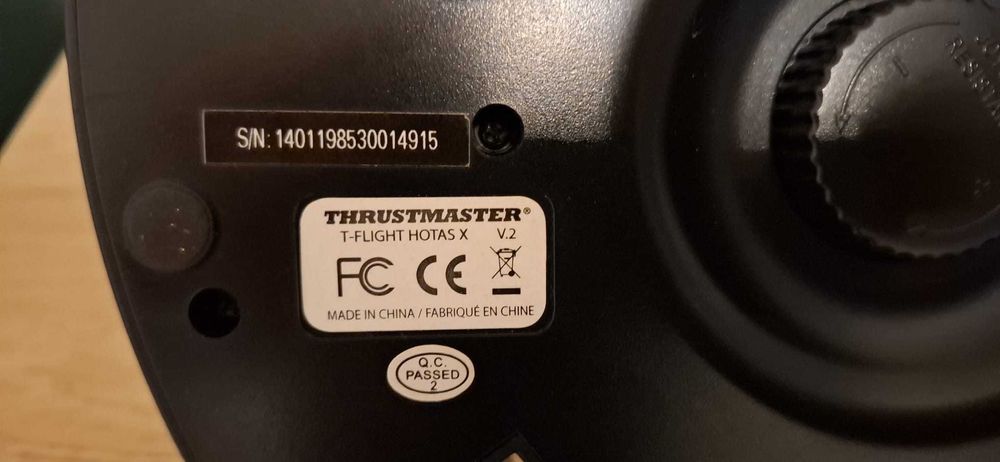 S/N: 1401198530014915
THRUSTMASTER®
T-FLIGHT HOTAS X V.2
FC CE
MADE IN CHINA / FABRIQUÉ EN CHINE
Q.C.
PASSED
2